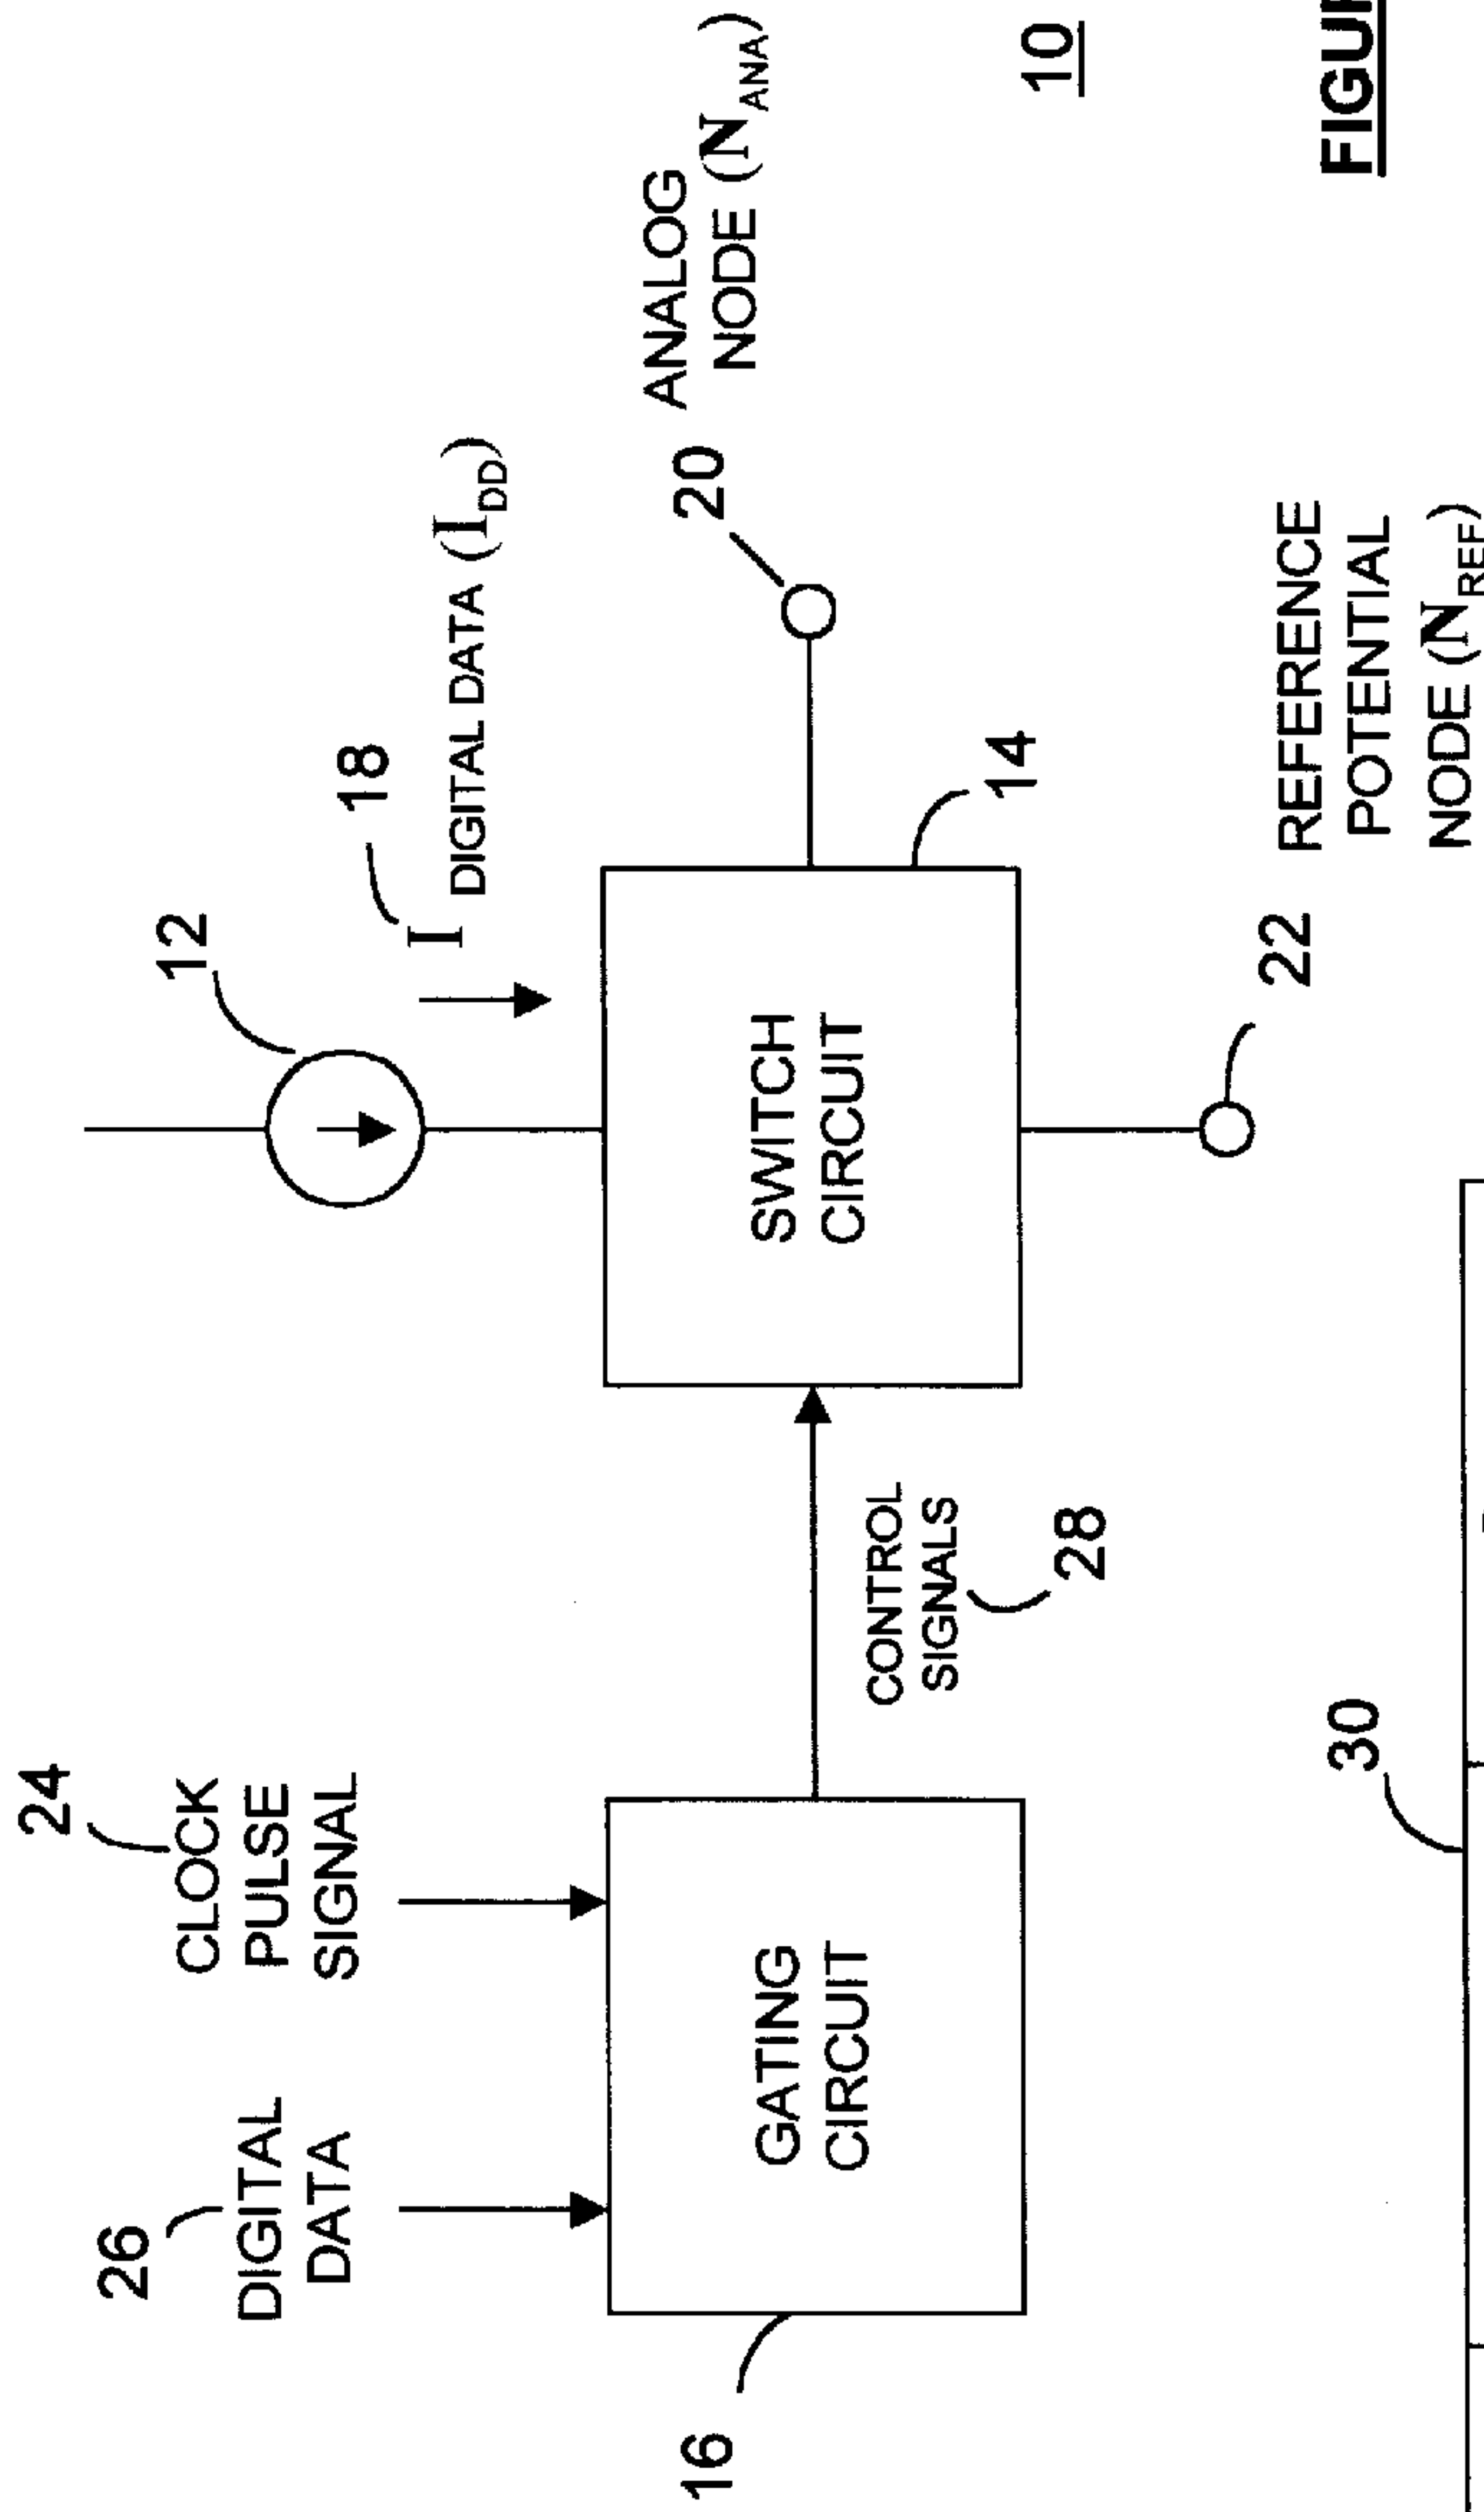 24
CLOCK
PULSE
SIGNAL
26
DIGITAL
DATA
12
18
I DIGITAL DATA (I_DD)
16
GATING
CIRCUIT
CONTROL
SIGNALS
28
SWITCH
CIRCUIT
14
20
ANALOG
NODE (N_ANA)
22
REFERENCE
POTENTIAL
NODE (N_REF)
10
30